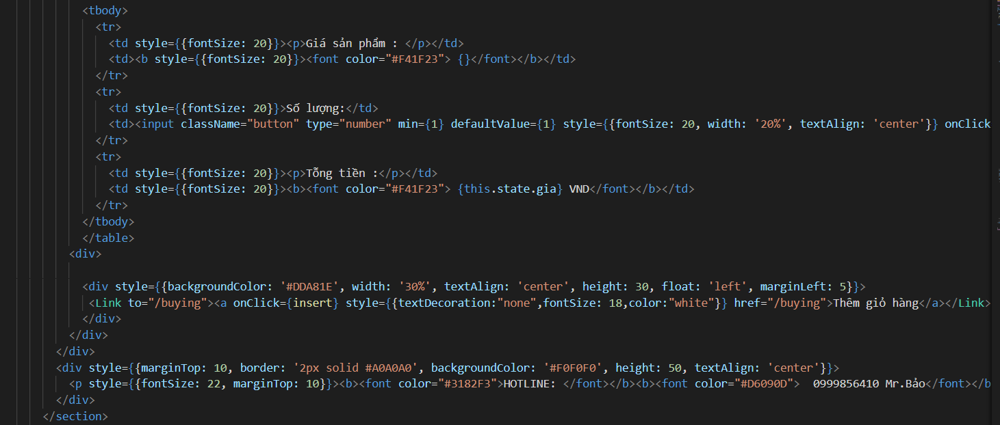 <tbody>
<tr>
<td style={{fontSize: 20}}><p>Giá sản phẩm : </p></td>
<td><b style={{fontSize: 20}}><font color="#F41F23"> {}</font></b></td>
</tr>
<tr>
<td style={{fontSize: 20}}>Số lượng:</td>
<td><input className="button" type="number" min={1} defaultValue={1} style={{fontSize: 20, width: '20%', textAlign: 'center'}} onClick
</tr>
<tr>
<td style={{fontSize: 20}}><p>Tỗng tiền :</p></td>
<td style={{fontSize: 20}}><b><font color="#F41F23"> {this.state.gia} VND</font></b></td>
</tr>
</tbody>
</table>
<div>
<div style={{backgroundColor: '#DDA81E', width: '30%', textAlign: 'center', height: 30, float: 'left', marginLeft: 5}}>
<Link to="/buying"><a onClick={insert} style={{textDecoration:"none",fontSize: 18,color:"white"}} href="/buying">Thêm giỏ hàng</a></Link>
</div>
</div>
</div>
<div style={{marginTop: 10, border: '2px solid #A0A0A0', backgroundColor: '#F0F0F0', height: 50, textAlign: 'center'}}>
<p style={{fontSize: 22, marginTop: 10}}><b><font color="#3182F3">HOTLINE: </font></b><b><font color="#D6090D">  0999856410 Mr.Bảo</font></b
</div>
</section>